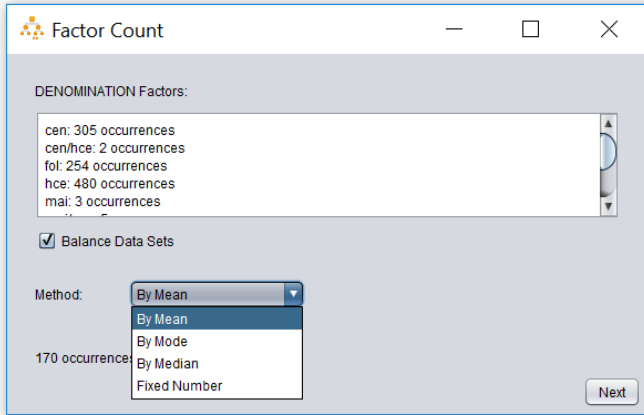 Factor Count
DENOMINATION Factors:
cen: 305 occurrences
cen/hce: 2 occurrences
fol: 254 occurrences
hce: 480 occurrences
mai: 3 occurrences
Balance Data Sets
Method: By Mean
By Mean
By Mode
By Median
170 occurrences
Fixed Number
Next